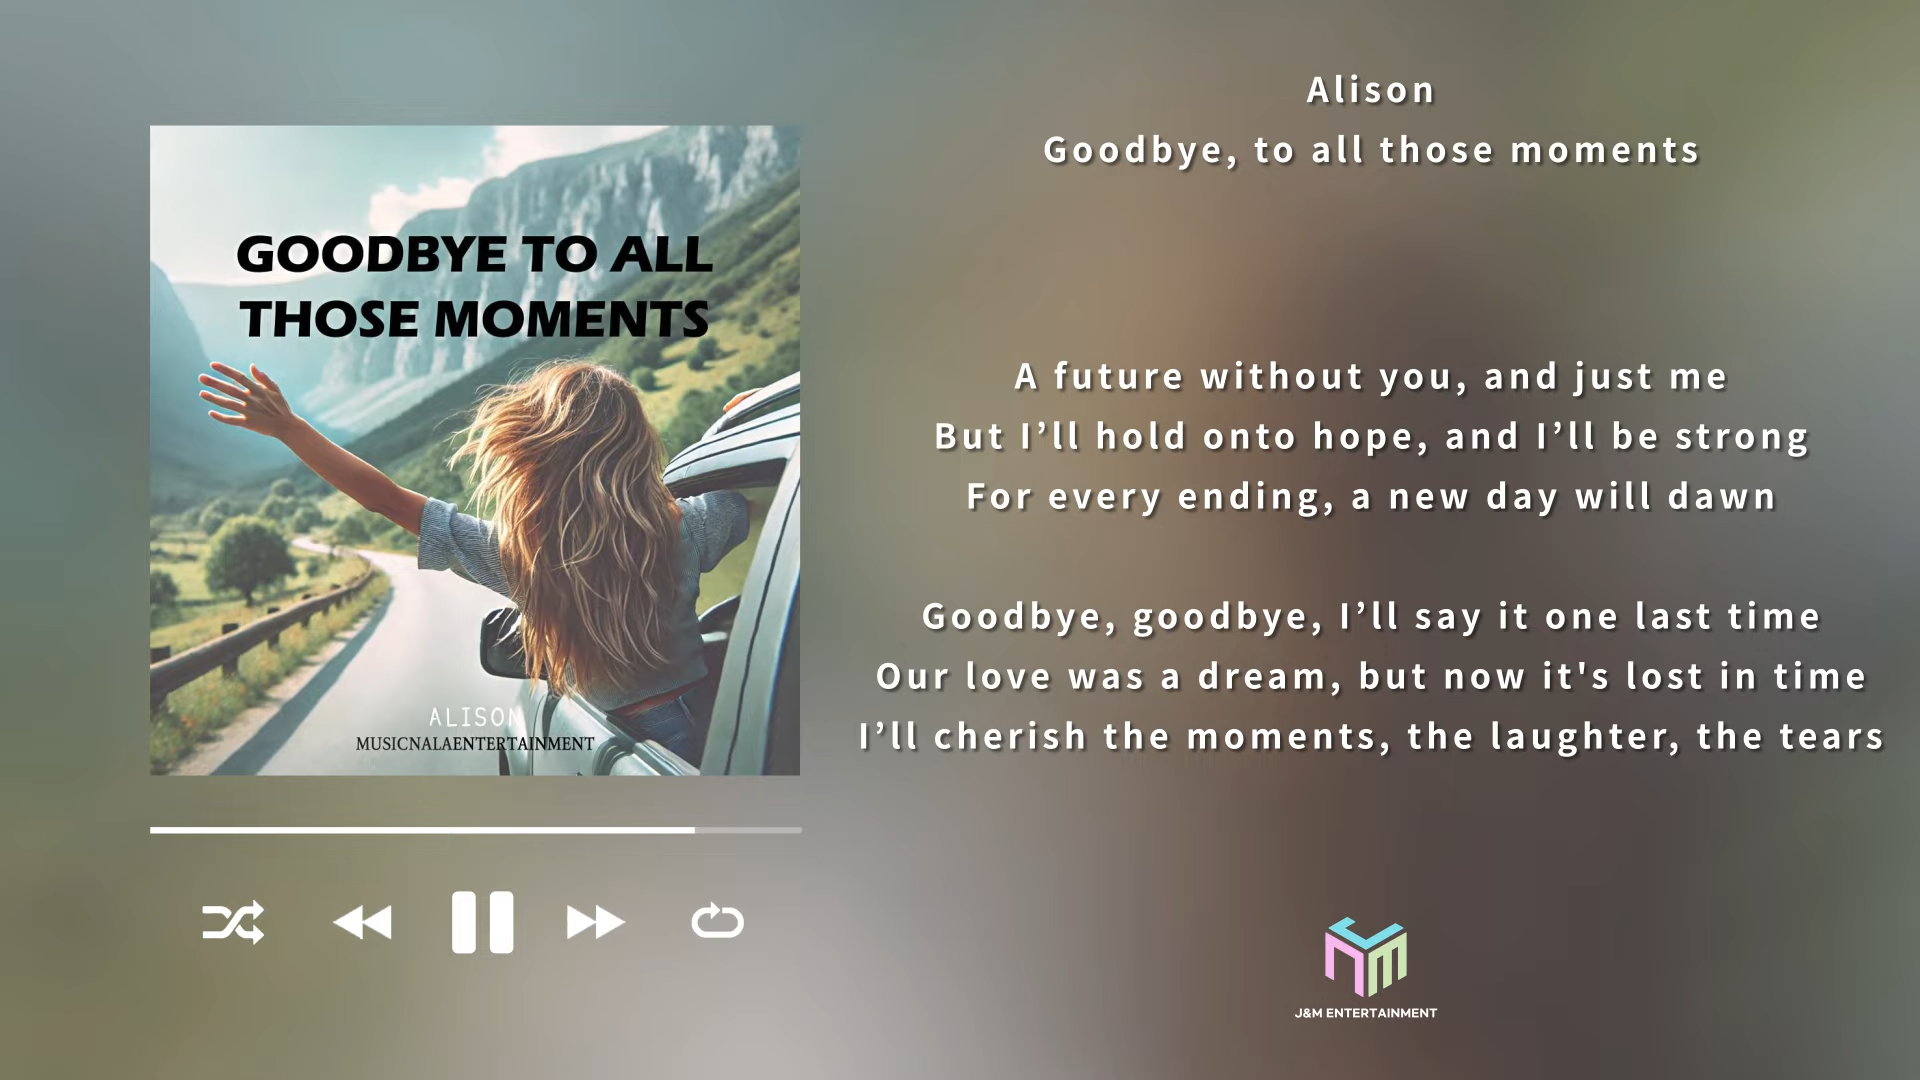 GOODBYE TO ALL
THOSE MOMENTS
ALISON
MUSICNALAENTERTAINMENT
Alison
Goodbye, to all those moments
A future without you, and just me
But I’ll hold onto hope, and I’ll be strong
For every ending, a new day will dawn
Goodbye, goodbye, I’ll say it one last time
Our love was a dream, but now it's lost in time
I’ll cherish the moments, the laughter, the tears
J&M ENTERTAINMENT